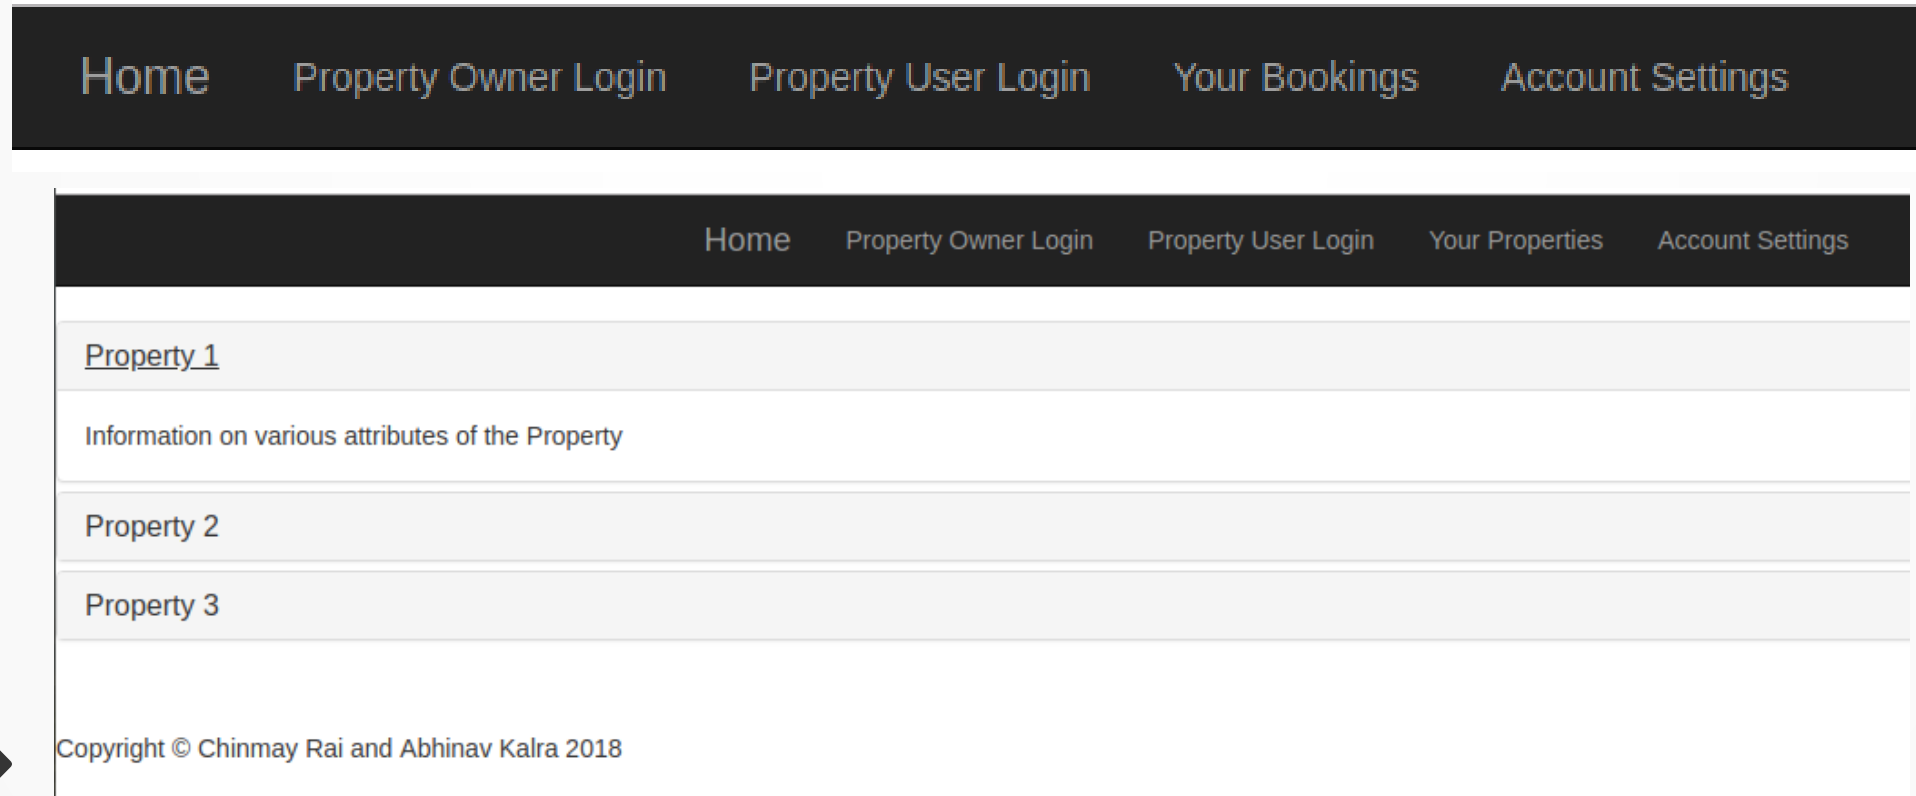 Home Property Owner Login Property User Login Your Bookings Account Settings
Home Property Owner Login Property User Login Your Properties Account Settings
Property 1
Information on various attributes of the Property
Property 2
Property 3
Copyright © Chinmay Rai and Abhinav Kalra 2018